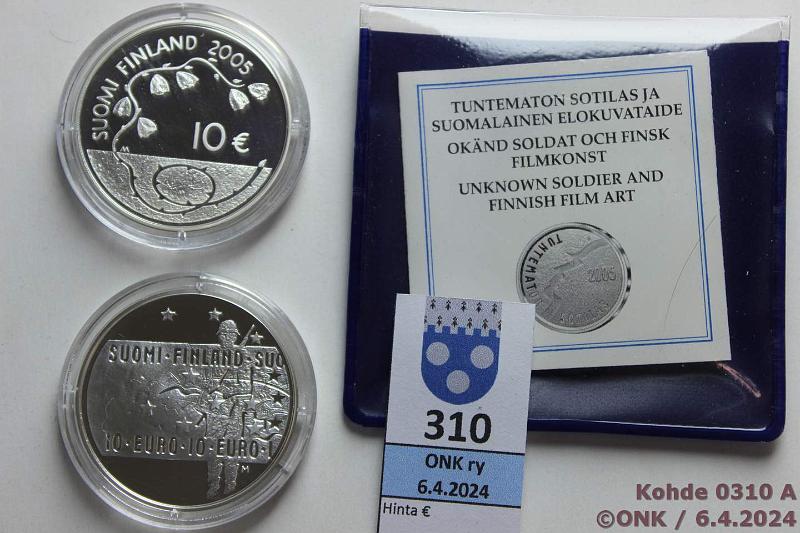 SUOMI FINLAND 2005
10 €
M
SUOMI·FINLAND·SUO
10·EURO·10·EURO·1
M
TUNTEMATON SOTILAS JA
SUOMALAINEN ELOKUVATAIDE
OKÄND SOLDAT OCH FINSK
FILMKONST
UNKNOWN SOLDIER AND
FINNISH FILM ART
2005
310
ONK ry
6.4.2024
Hinta €
Kohde 0310 A
©ONK / 6.4.2024